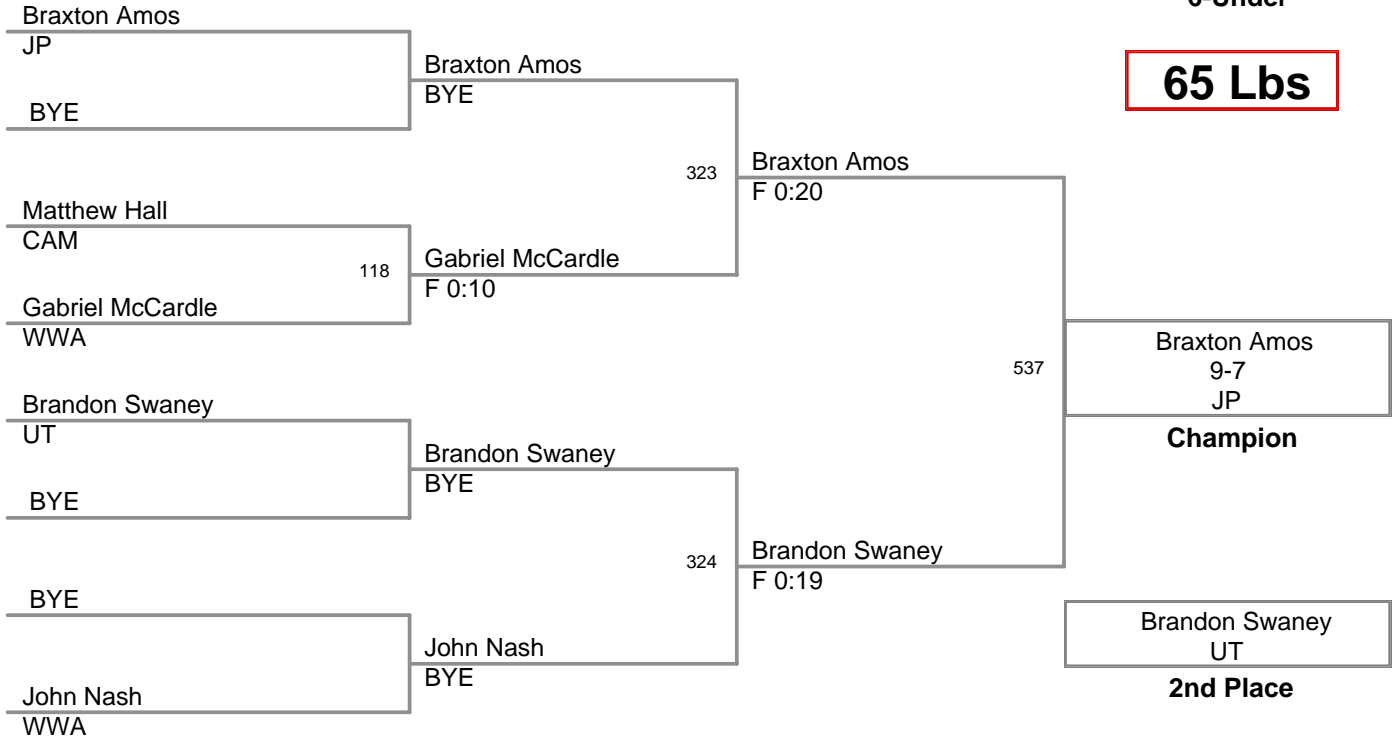 6-Under
65 Lbs
Braxton Amos
JP
BYE
Matthew Hall
CAM
Gabriel McCardle
WWA
Brandon Swaney
UT
BYE
BYE
John Nash
WWA
Braxton Amos
BYE
118
Gabriel McCardle
F 0:10
Brandon Swaney
BYE
John Nash
BYE
323
Braxton Amos
F 0:20
324
Brandon Swaney
F 0:19
537
Braxton Amos
9-7
JP
Champion
Brandon Swaney
UT
2nd Place